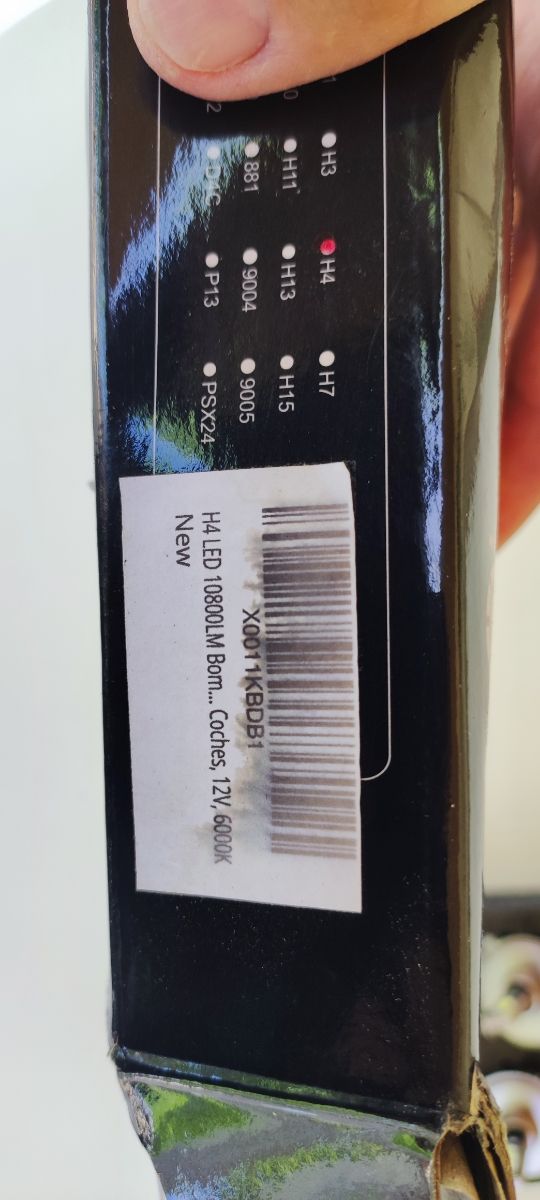 H3 H4 H7
H11 H13 H15
881 9004 9005
P13 PSX24
X0011KBDB1
H4 LED 10800LM Bom... Coches, 12V, 6000K
New